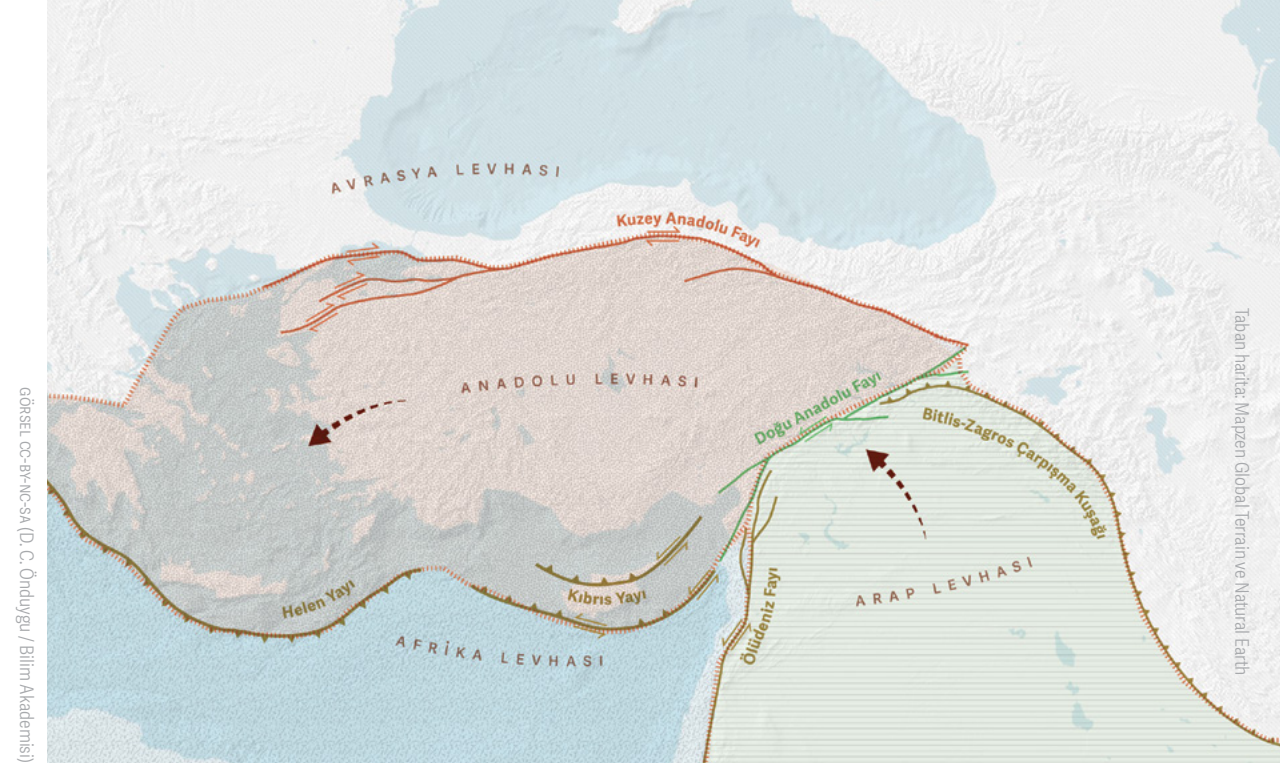 AVRASYA LEVHASI
Kuzey Anadolu Fayı
ANADOLU LEVHASI
Doğu Anadolu Fayı
Bitlis-Zagros Çarpışma Kuşağı
Helen Yayı
Kıbrıs Yayı
Ölüdeniz Fayı
ARAP LEVHASI
AFRİKA LEVHASI
GÖRSEL CC-BY-NC-SA (D. C. Önduygu / Bilim Akademisi)
Taban harita: Mapzen Global Terrain ve Natural Earth